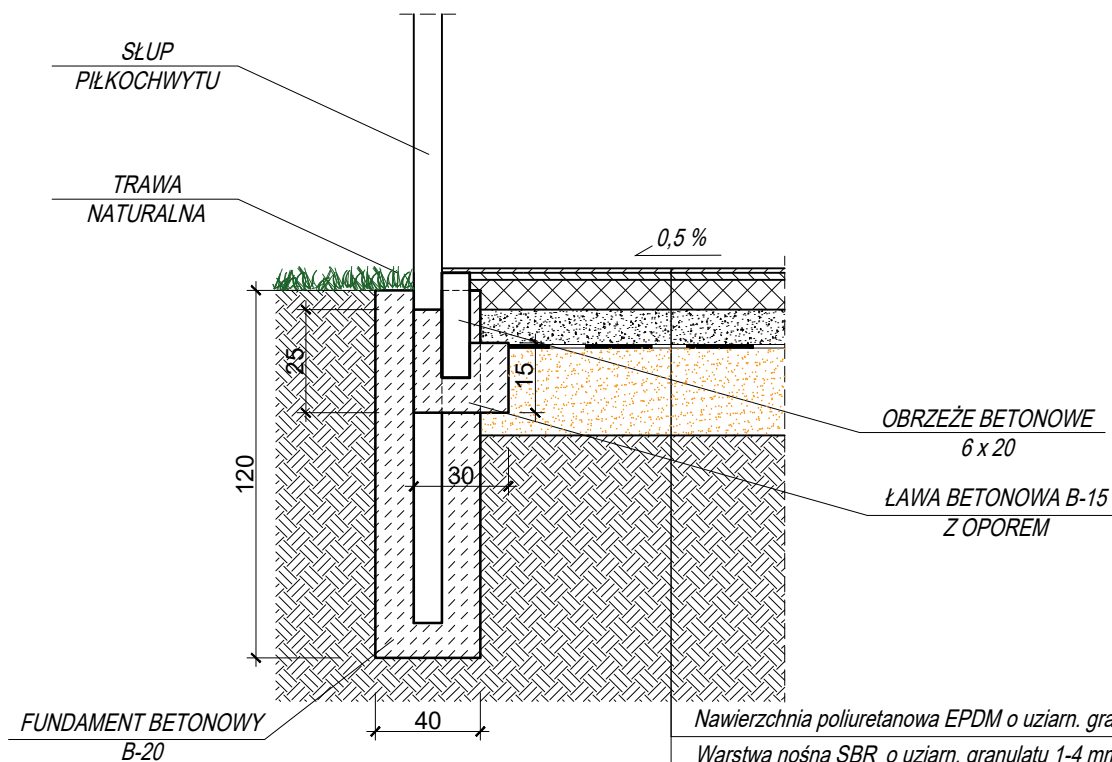 SŁUP
PIŁKOCHWYTU
TRAWA
NATURALNA
0,5 %
25
15
120
30
OBRZEŻE BETONOWE
6 x 20
ŁAWA BETONOWA B-15
Z OPOREM
FUNDAMENT BETONOWY
B-20
40
Nawierzchnia poliuretanowa EPDM o uziarn.
Warstwa nośna SBR o uziarn. granulatu 1-4 mm